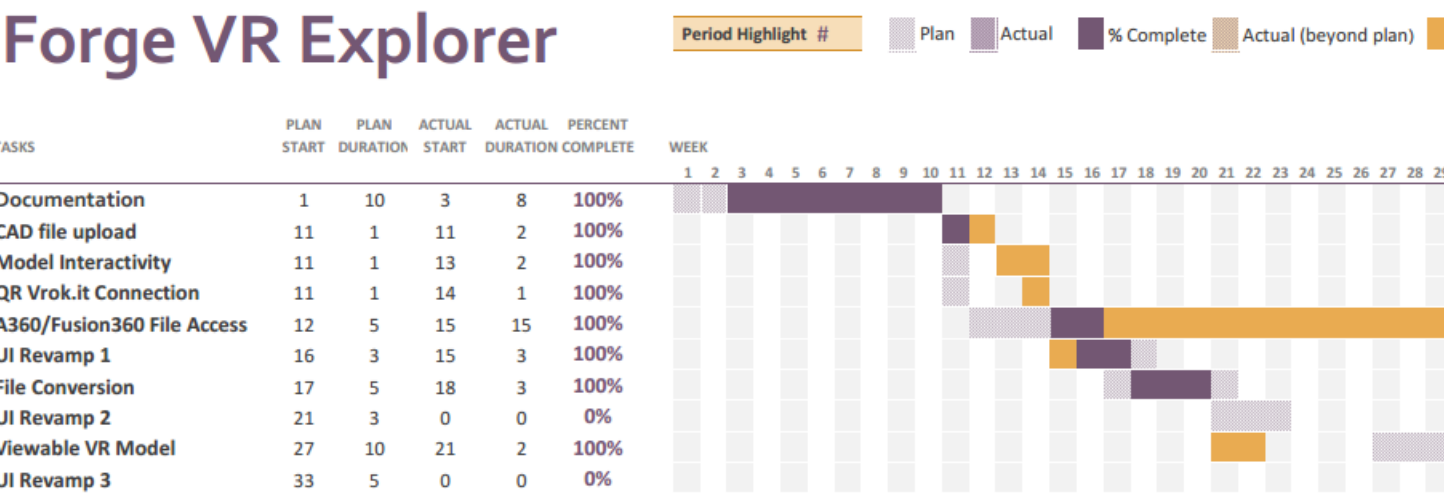 Forge VR Explorer
Period Highlight # Plan Actual % Complete Actual (beyond plan)
PLAN PLAN ACTUAL ACTUAL PERCENT
TASKS START DURATION START DURATION COMPLETE WEEK
1 2 3 4 5 6 7 8 9 10 11 12 13 14 15 16 17 18 19 20 21 22 23 24 25 26 27 28 29
Documentation 1 10 3 8 100%
CAD file upload 11 1 11 2 100%
Model Interactivity 11 1 13 2 100%
QR Vrok.it Connection 11 1 14 1 100%
A360/Fusion360 File Access 12 5 15 15 100%
UI Revamp 1 16 3 15 3 100%
File Conversion 17 5 18 3 100%
UI Revamp 2 21 3 0 0 0%
Viewable VR Model 27 10 21 2 100%
UI Revamp 3 33 5 0 0 0%